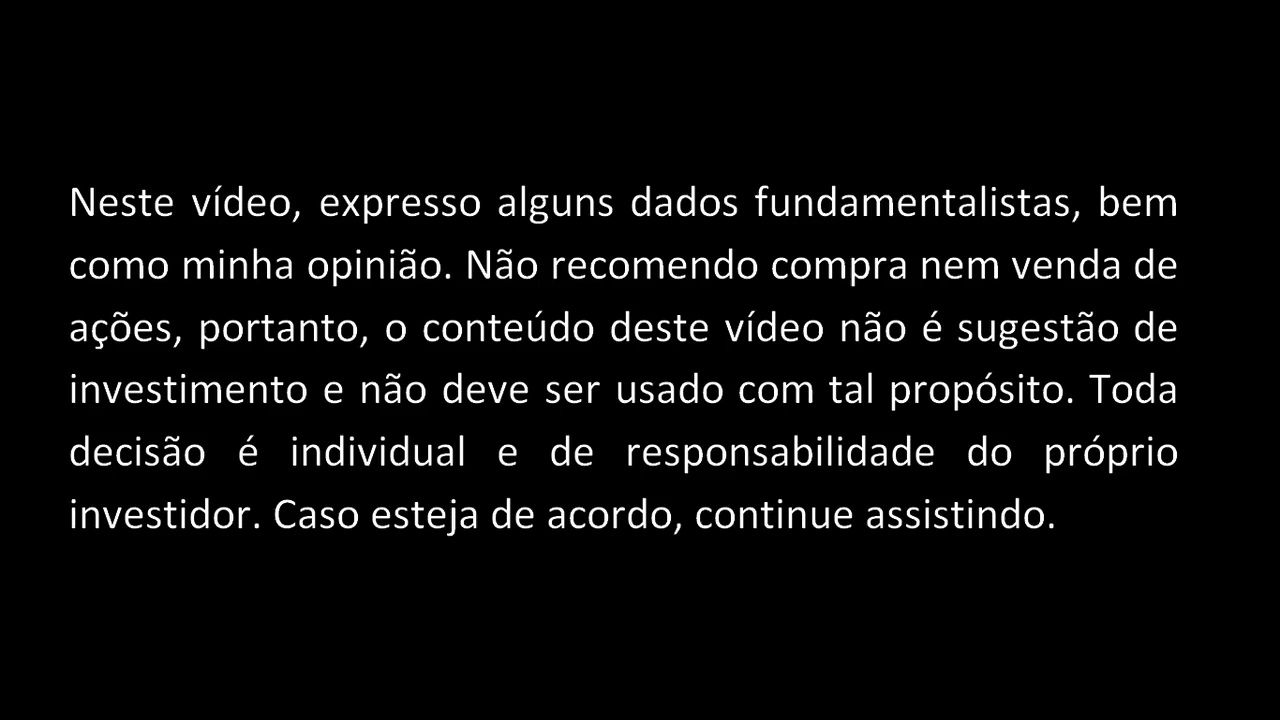 Neste vídeo, expresso alguns dados fundamentalistas, bem
como minha opinião. Não recomendo compra nem venda de
ações, portanto, o conteúdo deste vídeo não é sugestão de
investimento e não deve ser usado com tal propósito. Toda
decisão é individual e de responsabilidade do próprio
investidor. Caso esteja de acordo, continue assistindo.